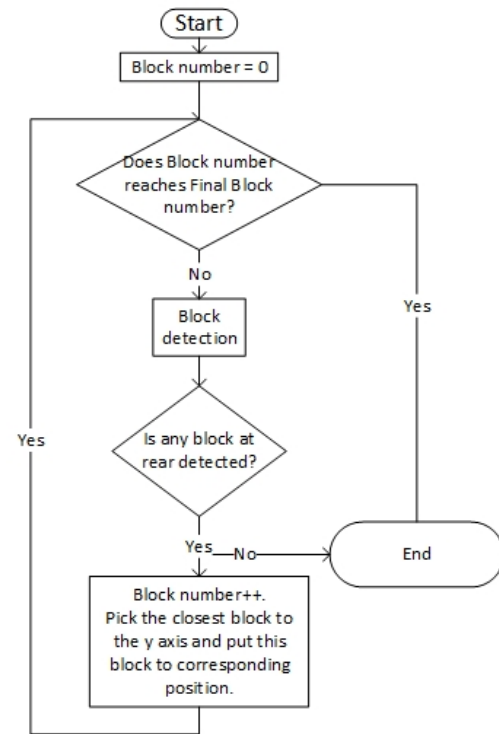 Start
Block number = 0
Does Block number
reaches Final Block
number?
No
Yes
Block
detection
Yes
Is any block at
rear detected?
Yes
No
End
Block number++.
Pick the closest block to
the y axis and put this
block to corresponding
position.